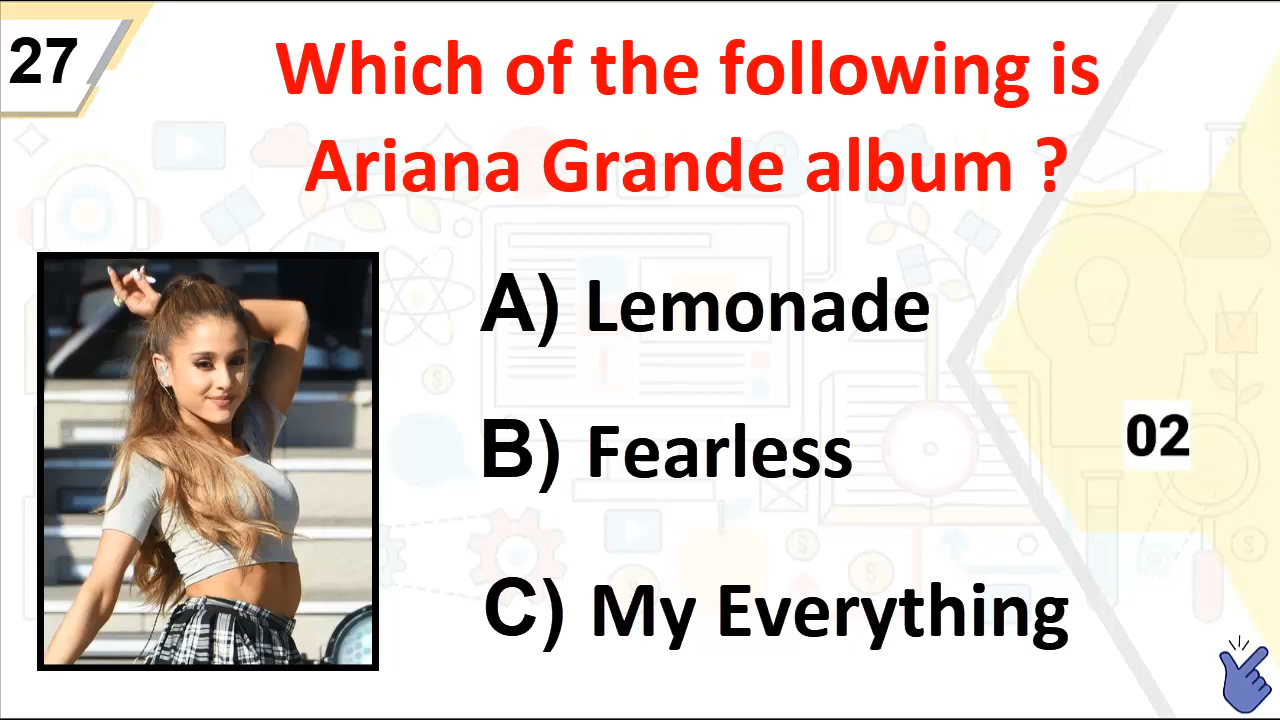 27
Which of the following is
Ariana Grande album ?
A) Lemonade
B) Fearless
02
C) My Everything